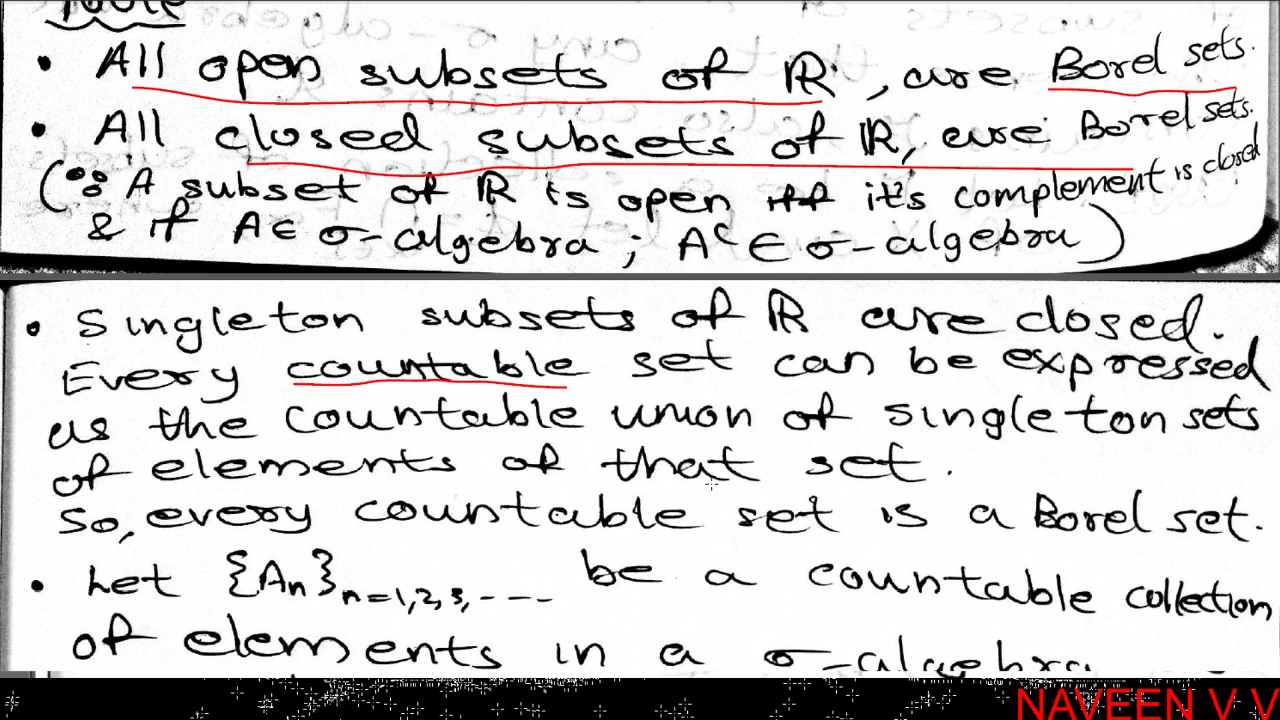 Note
• All open subsets of ℝ, are Borel sets.
• All closed subsets of ℝ, are Borel sets.
(∵ A subset of ℝ is open iff it's complement is closed
& if A ∈ σ-algebra ; Aᶜ ∈ σ-algebra)
• Singleton subsets of ℝ are closed.
Every countable set can be expressed
as the countable union of singleton sets
of elements of that set.
So, every countable set is a Borel set.
• Let {Aₙ}ₙ₌₁,₂,₃,---- be a countable collection
of elements in a σ-algebra
NAVEEN V V